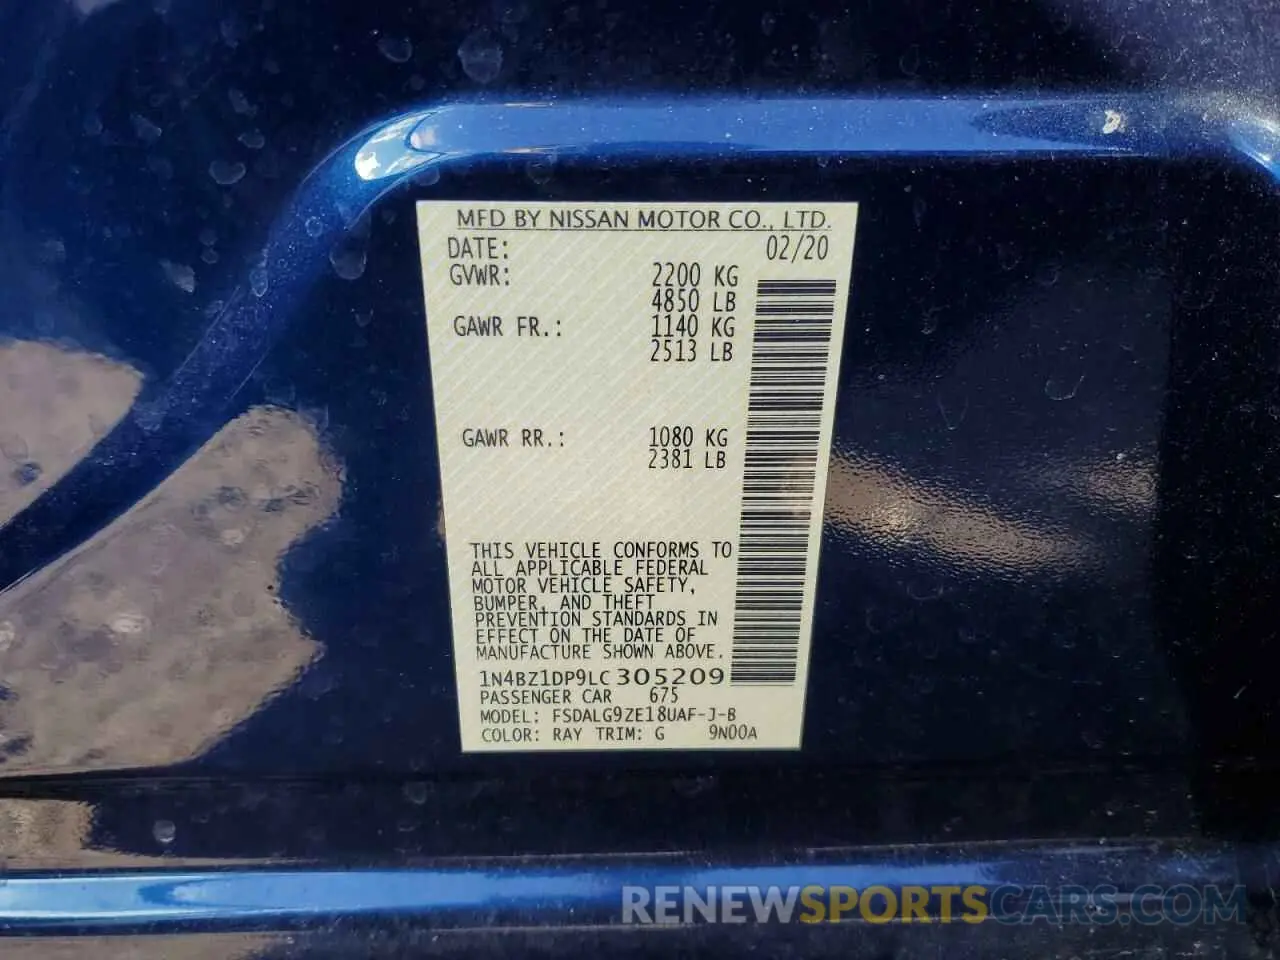 MFD BY NISSAN MOTOR CO., LTD.
DATE: 02/20
GVWR: 2200 KG
4850 LB
GAWR FR.: 1140 KG
2513 LB
GAWR RR.: 1080 KG
2381 LB
THIS VEHICLE CONFORMS TO
ALL APPLICABLE FEDERAL
MOTOR VEHICLE SAFETY,
BUMPER, AND THEFT
PREVENTION STANDARDS IN
EFFECT ON THE DATE OF
MANUFACTURE SHOWN ABOVE.
1N4BZ1DP9LC305209
PASSENGER CAR 675
MODEL: FSDALG9ZE18UAF-J-B
COLOR: RAY TRIM: G 9N00A
RENEWSPORTSCARS.COM